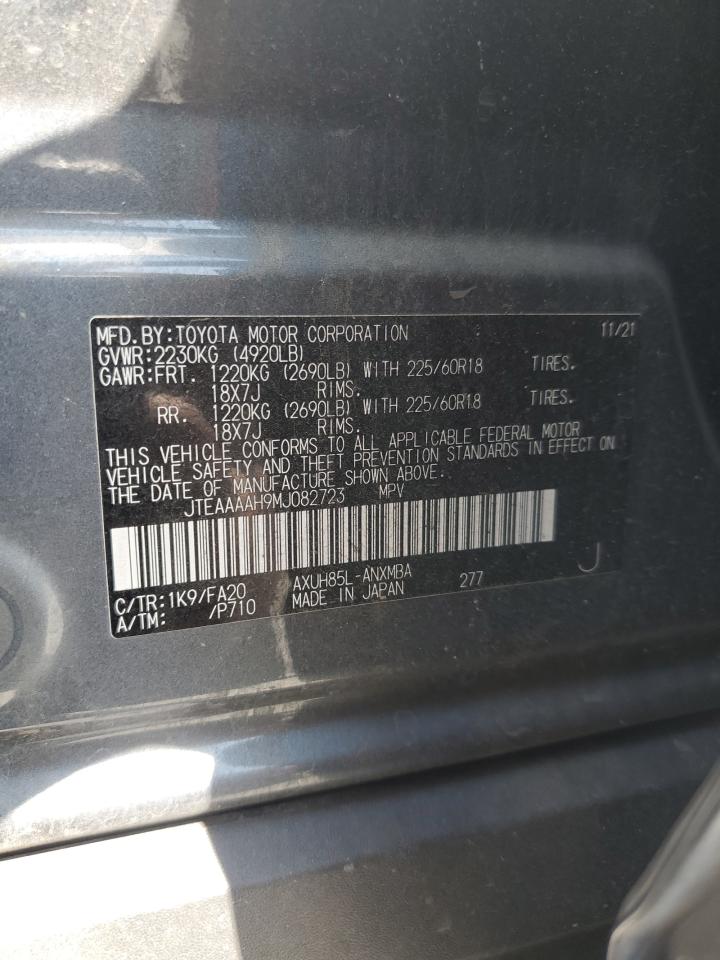 MFD.BY:TOYOTA MOTOR CORPORATION 11/21
GVWR:2230KG (4920LB)
GAWR:FRT. 1220KG (2690LB) WITH 225/60R18 TIRES.
18X7J RIMS.
RR. 1220KG (2690LB) WITH 225/60R18 TIRES.
18X7J RIMS.
THIS VEHICLE CONFORMS TO ALL APPLICABLE FEDERAL MOTOR
VEHICLE SAFETY AND THEFT PREVENTION STANDARDS IN EFFECT ON
THE DATE OF MANUFACTURE SHOWN ABOVE.
JTEAAAAH9MJ082723 MPV
C/TR:1K9/FA20 AXUH85L-ANXMBA 277 J
A/TM: /P710 MADE IN JAPAN